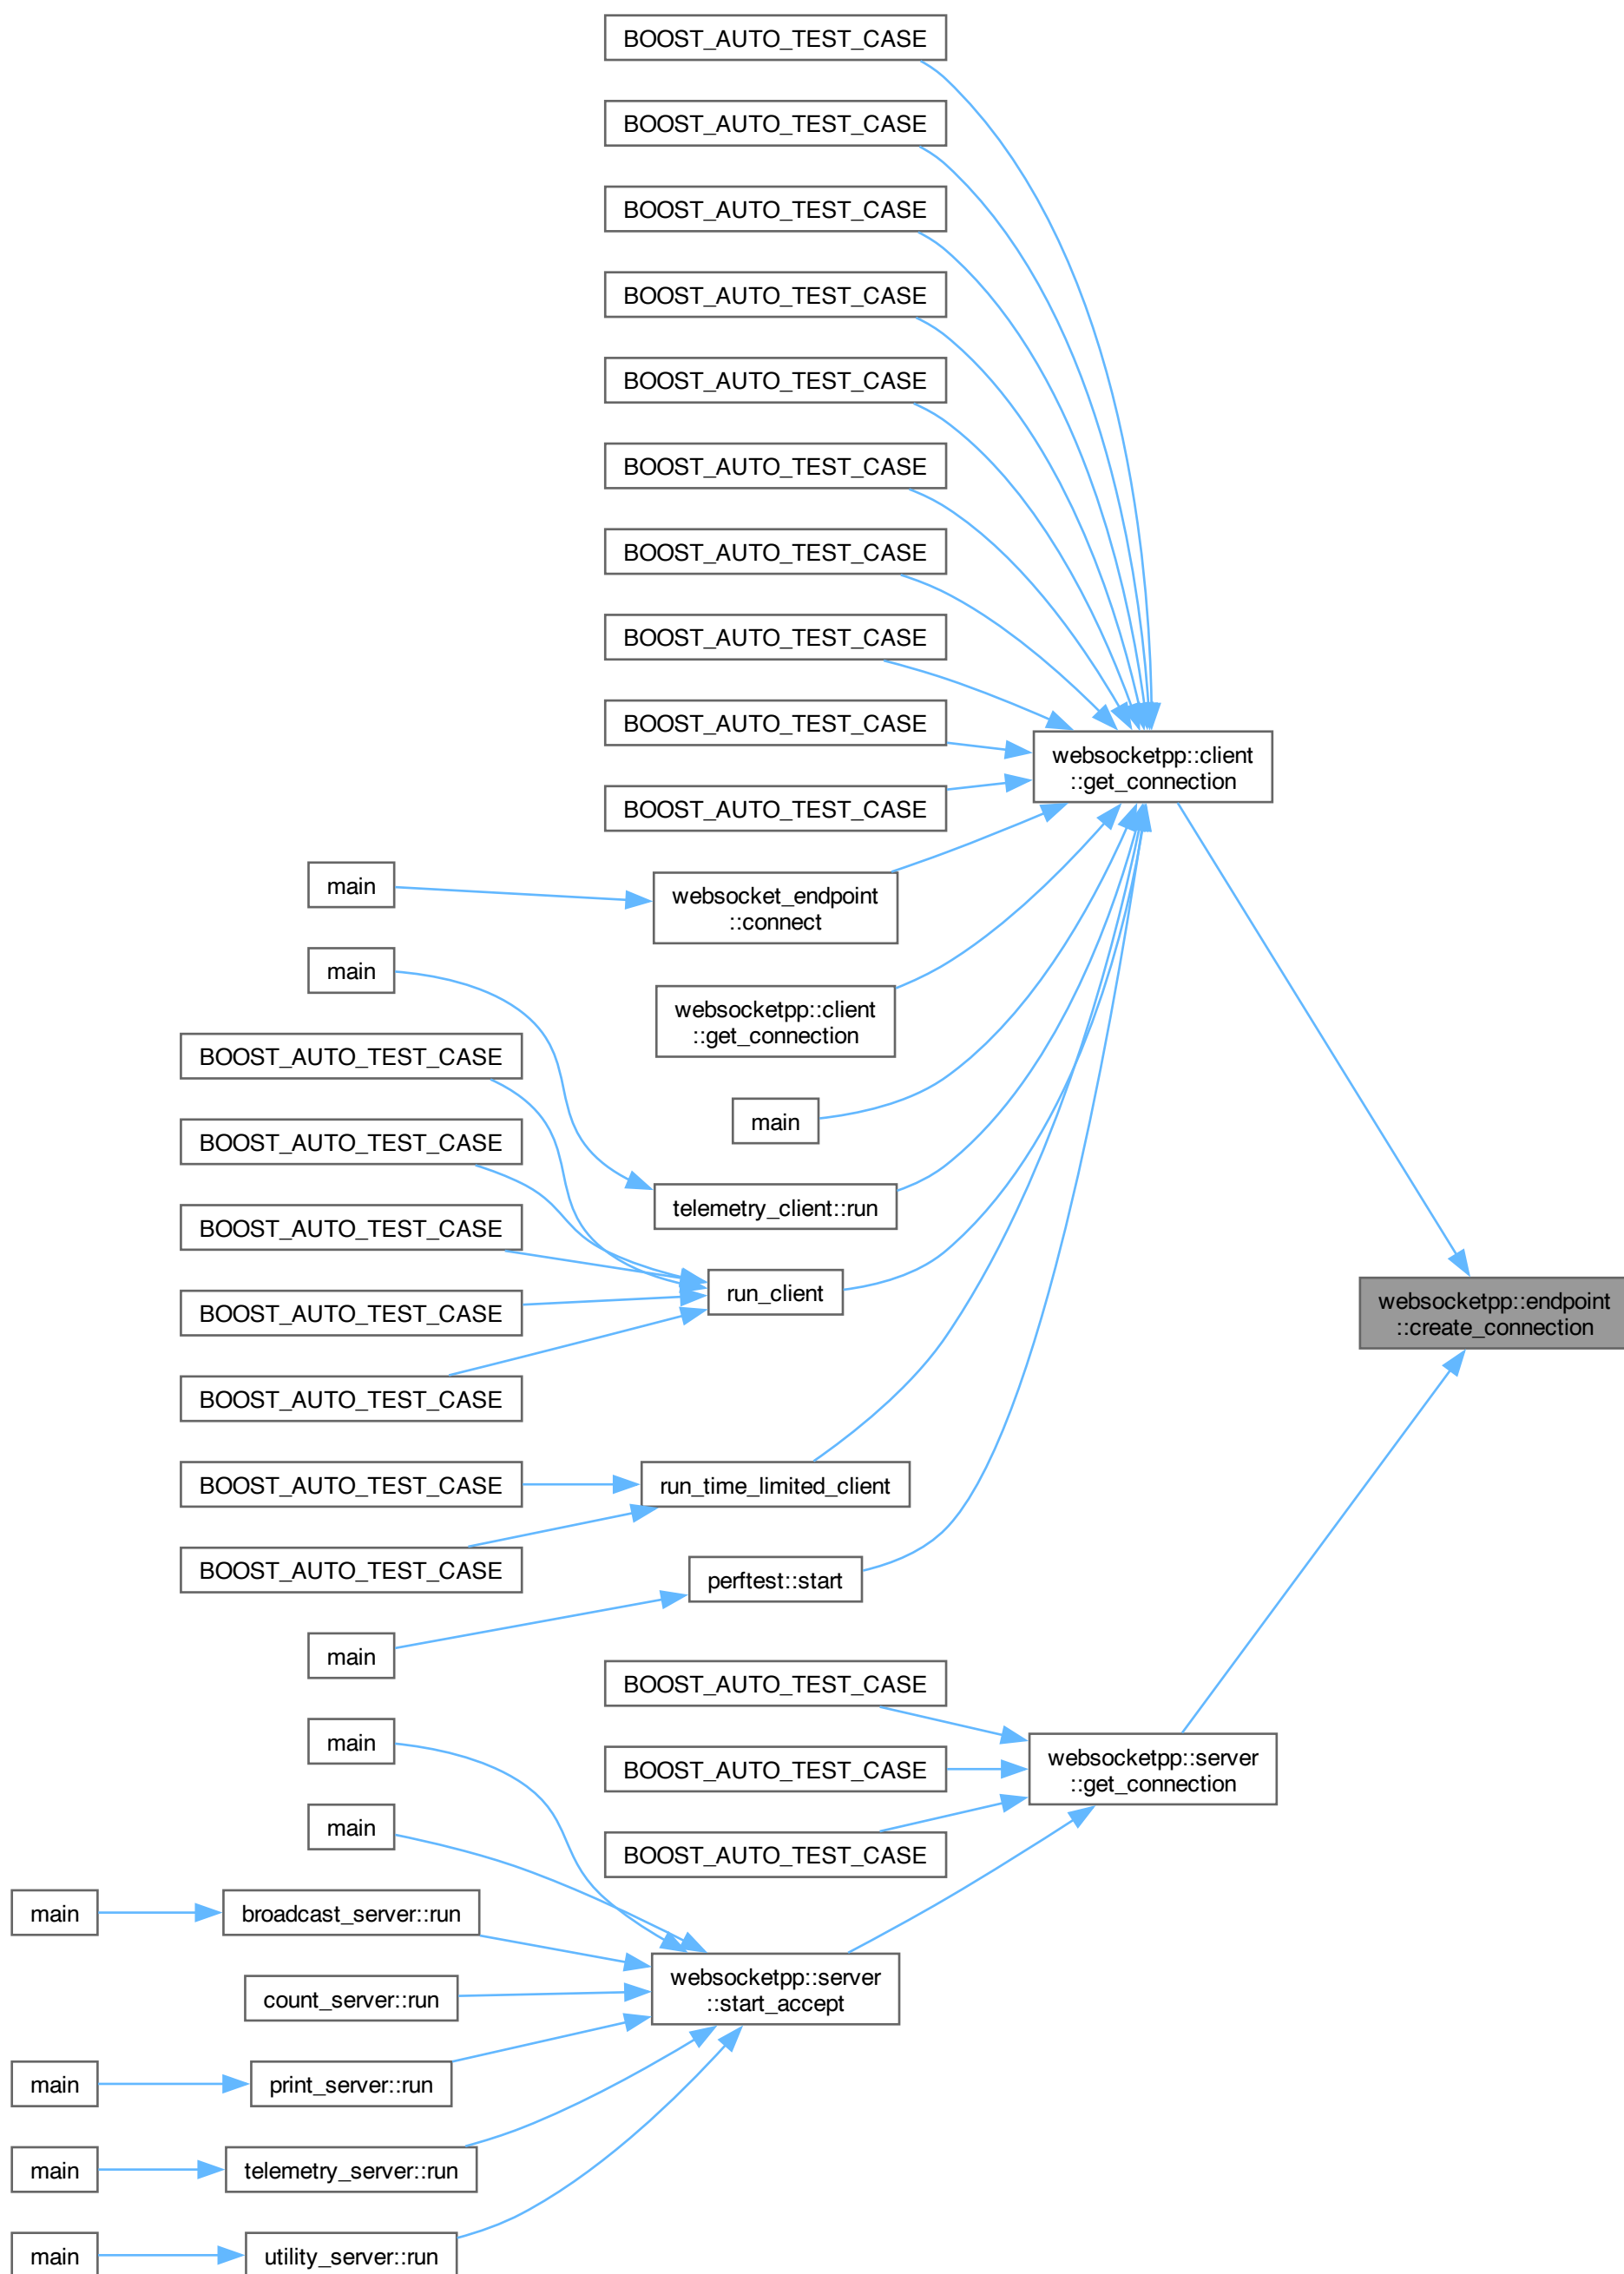 BOOST_AUTO_TEST_CASE
BOOST_AUTO_TEST_CASE
BOOST_AUTO_TEST_CASE
BOOST_AUTO_TEST_CASE
BOOST_AUTO_TEST_CASE
BOOST_AUTO_TEST_CASE
BOOST_AUTO_TEST_CASE
BOOST_AUTO_TEST_CASE
BOOST_AUTO_TEST_CASE
websocketpp::client
::get_connection
BOOST_AUTO_TEST_CASE
main
websocket_endpoint
::connect
main
websocketpp::client
::get_connection
BOOST_AUTO_TEST_CASE
main
BOOST_AUTO_TEST_CASE
telemetry_client::run
BOOST_AUTO_TEST_CASE
run_client
websocketpp::endpoint
::create_connection
BOOST_AUTO_TEST_CASE
BOOST_AUTO_TEST_CASE
BOOST_AUTO_TEST_CASE
run_time_limited_client
BOOST_AUTO_TEST_CASE
perftest::start
main
BOOST_AUTO_TEST_CASE
main
BOOST_AUTO_TEST_CASE
websocketpp::server
::get_connection
main
BOOST_AUTO_TEST_CASE
main
broadcast_server::run
count_server::run
websocketpp::server
::start_accept
main
print_server::run
main
telemetry_server::run
main
utility_server::run